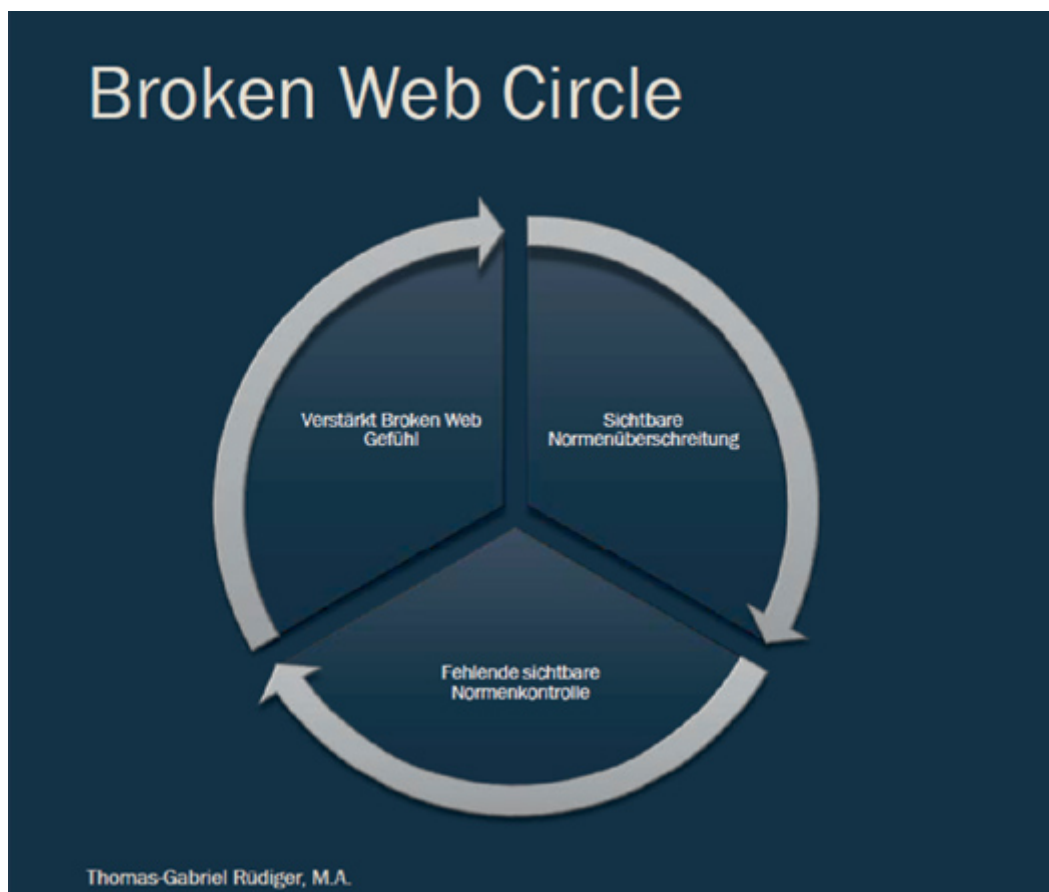 Broken Web Circle
Verstärkt Broken Web
Gefühl
Sichtbare
Normenüberschreitung
Fehlende sichtbare
Normenkontrolle
Thomas-Gabriel Rüdiger, M.A.